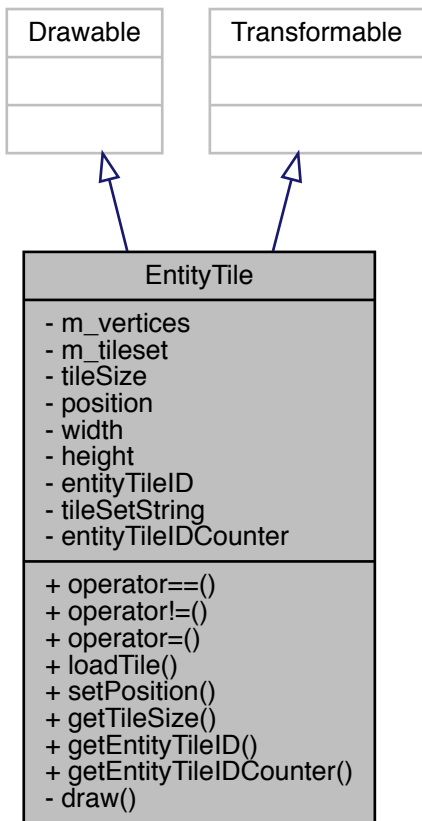 Drawable
Transformable
EntityTile
- m_vertices
- m_tileset
- tileSize
- position
- width
- height
- entityTileID
- tileSetString
- entityTileIDCounter
+ operator==()
+ operator!=()
+ operator=()
+ loadTile()
+ setPosition()
+ getTileSize()
+ getEntityTileID()
+ getEntityTileIDCounter()
- draw()